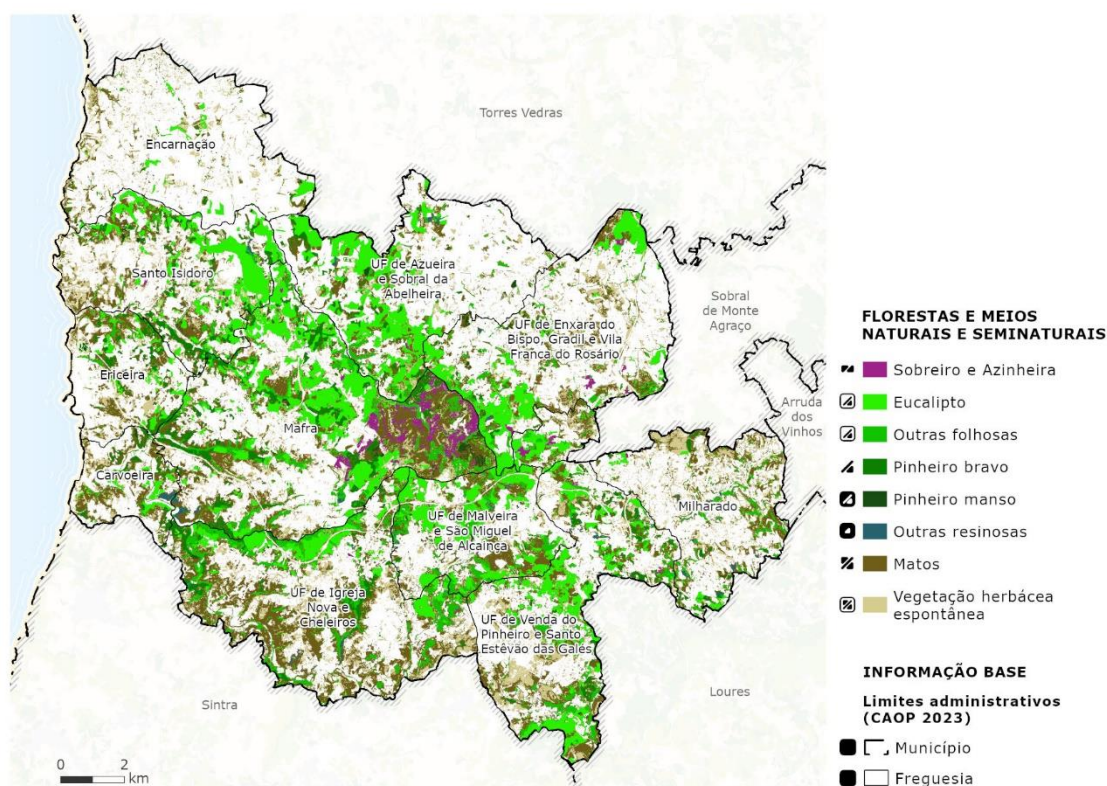 Torres Vedras
Encarnação
Santo Isidoro
UF de Azueira
e Sobral da
Abelheira
UF de Enxara do
Bispo, Gradil e Vila
Franca do Rosário
Sobral
de Monte
Agraço
Ericeira
Mafra
Arruda
dos
Vinhos
Carvoeira
UF de Malveira
e São Miguel
de Alcainça
Milharado
UF de Igreja
Nova e
Cheleiros
UF de Venda do
Pinheiro e Santo
Estêvão das Galés
Sintra
Loures
0 2
km
FLORESTAS E MEIOS
NATURAIS E SEMINATURAIS
Sobreiro e Azinheira
Eucalipto
Outras folhosas
Pinheiro bravo
Pinheiro manso
Outras resinosas
Matos
Vegetação herbácea
espontânea
INFORMAÇÃO BASE
Limites administrativos
(CAOP 2023)
Município
Freguesia